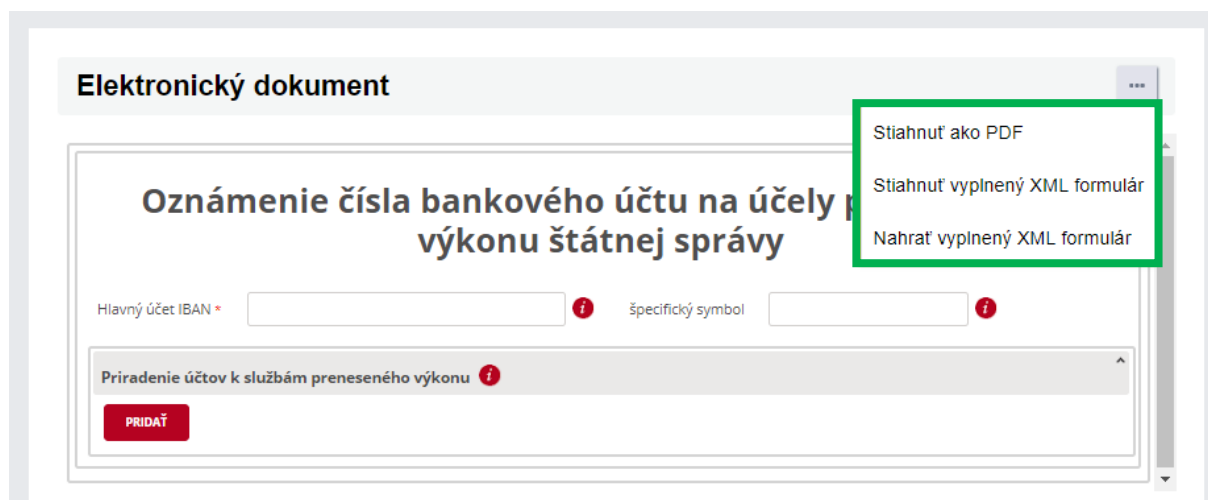 Elektronický dokument
Stiahnuť ako PDF
Stiahnuť vyplnený XML formulár
Nahrať vyplnený XML formulár
Oznámenie čísla bankového účtu na účely
výkonu štátnej správy
Hlavný účet IBAN *
špecifický symbol
Priradenie účtov k službám preneseného výkonu
PRIDAŤ